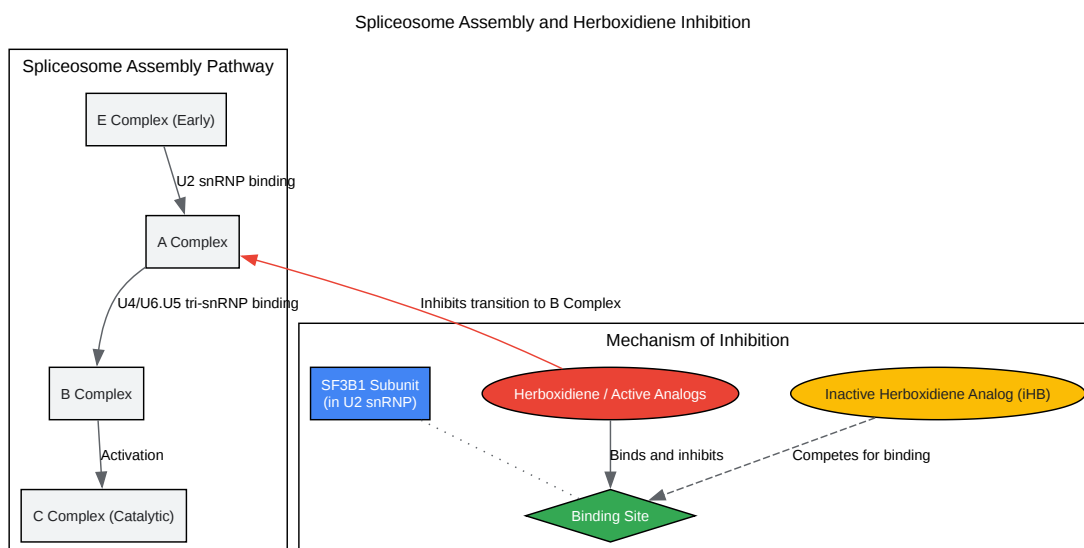 Spliceosome Assembly and Herboxidiene Inhibition
Spliceosome Assembly Pathway
E Complex (Early)
U2 snRNP binding
A Complex
U4/U6.U5 tri-snRNP binding
B Complex
Activation
C Complex (Catalytic)
Inhibits transition to B Complex
Mechanism of Inhibition
SF3B1 Subunit
(in U2 snRNP)
Herboxidiene / Active Analogs
Inactive Herboxidiene Analog (iHB)
Binds and inhibits
Competes for binding
Binding Site